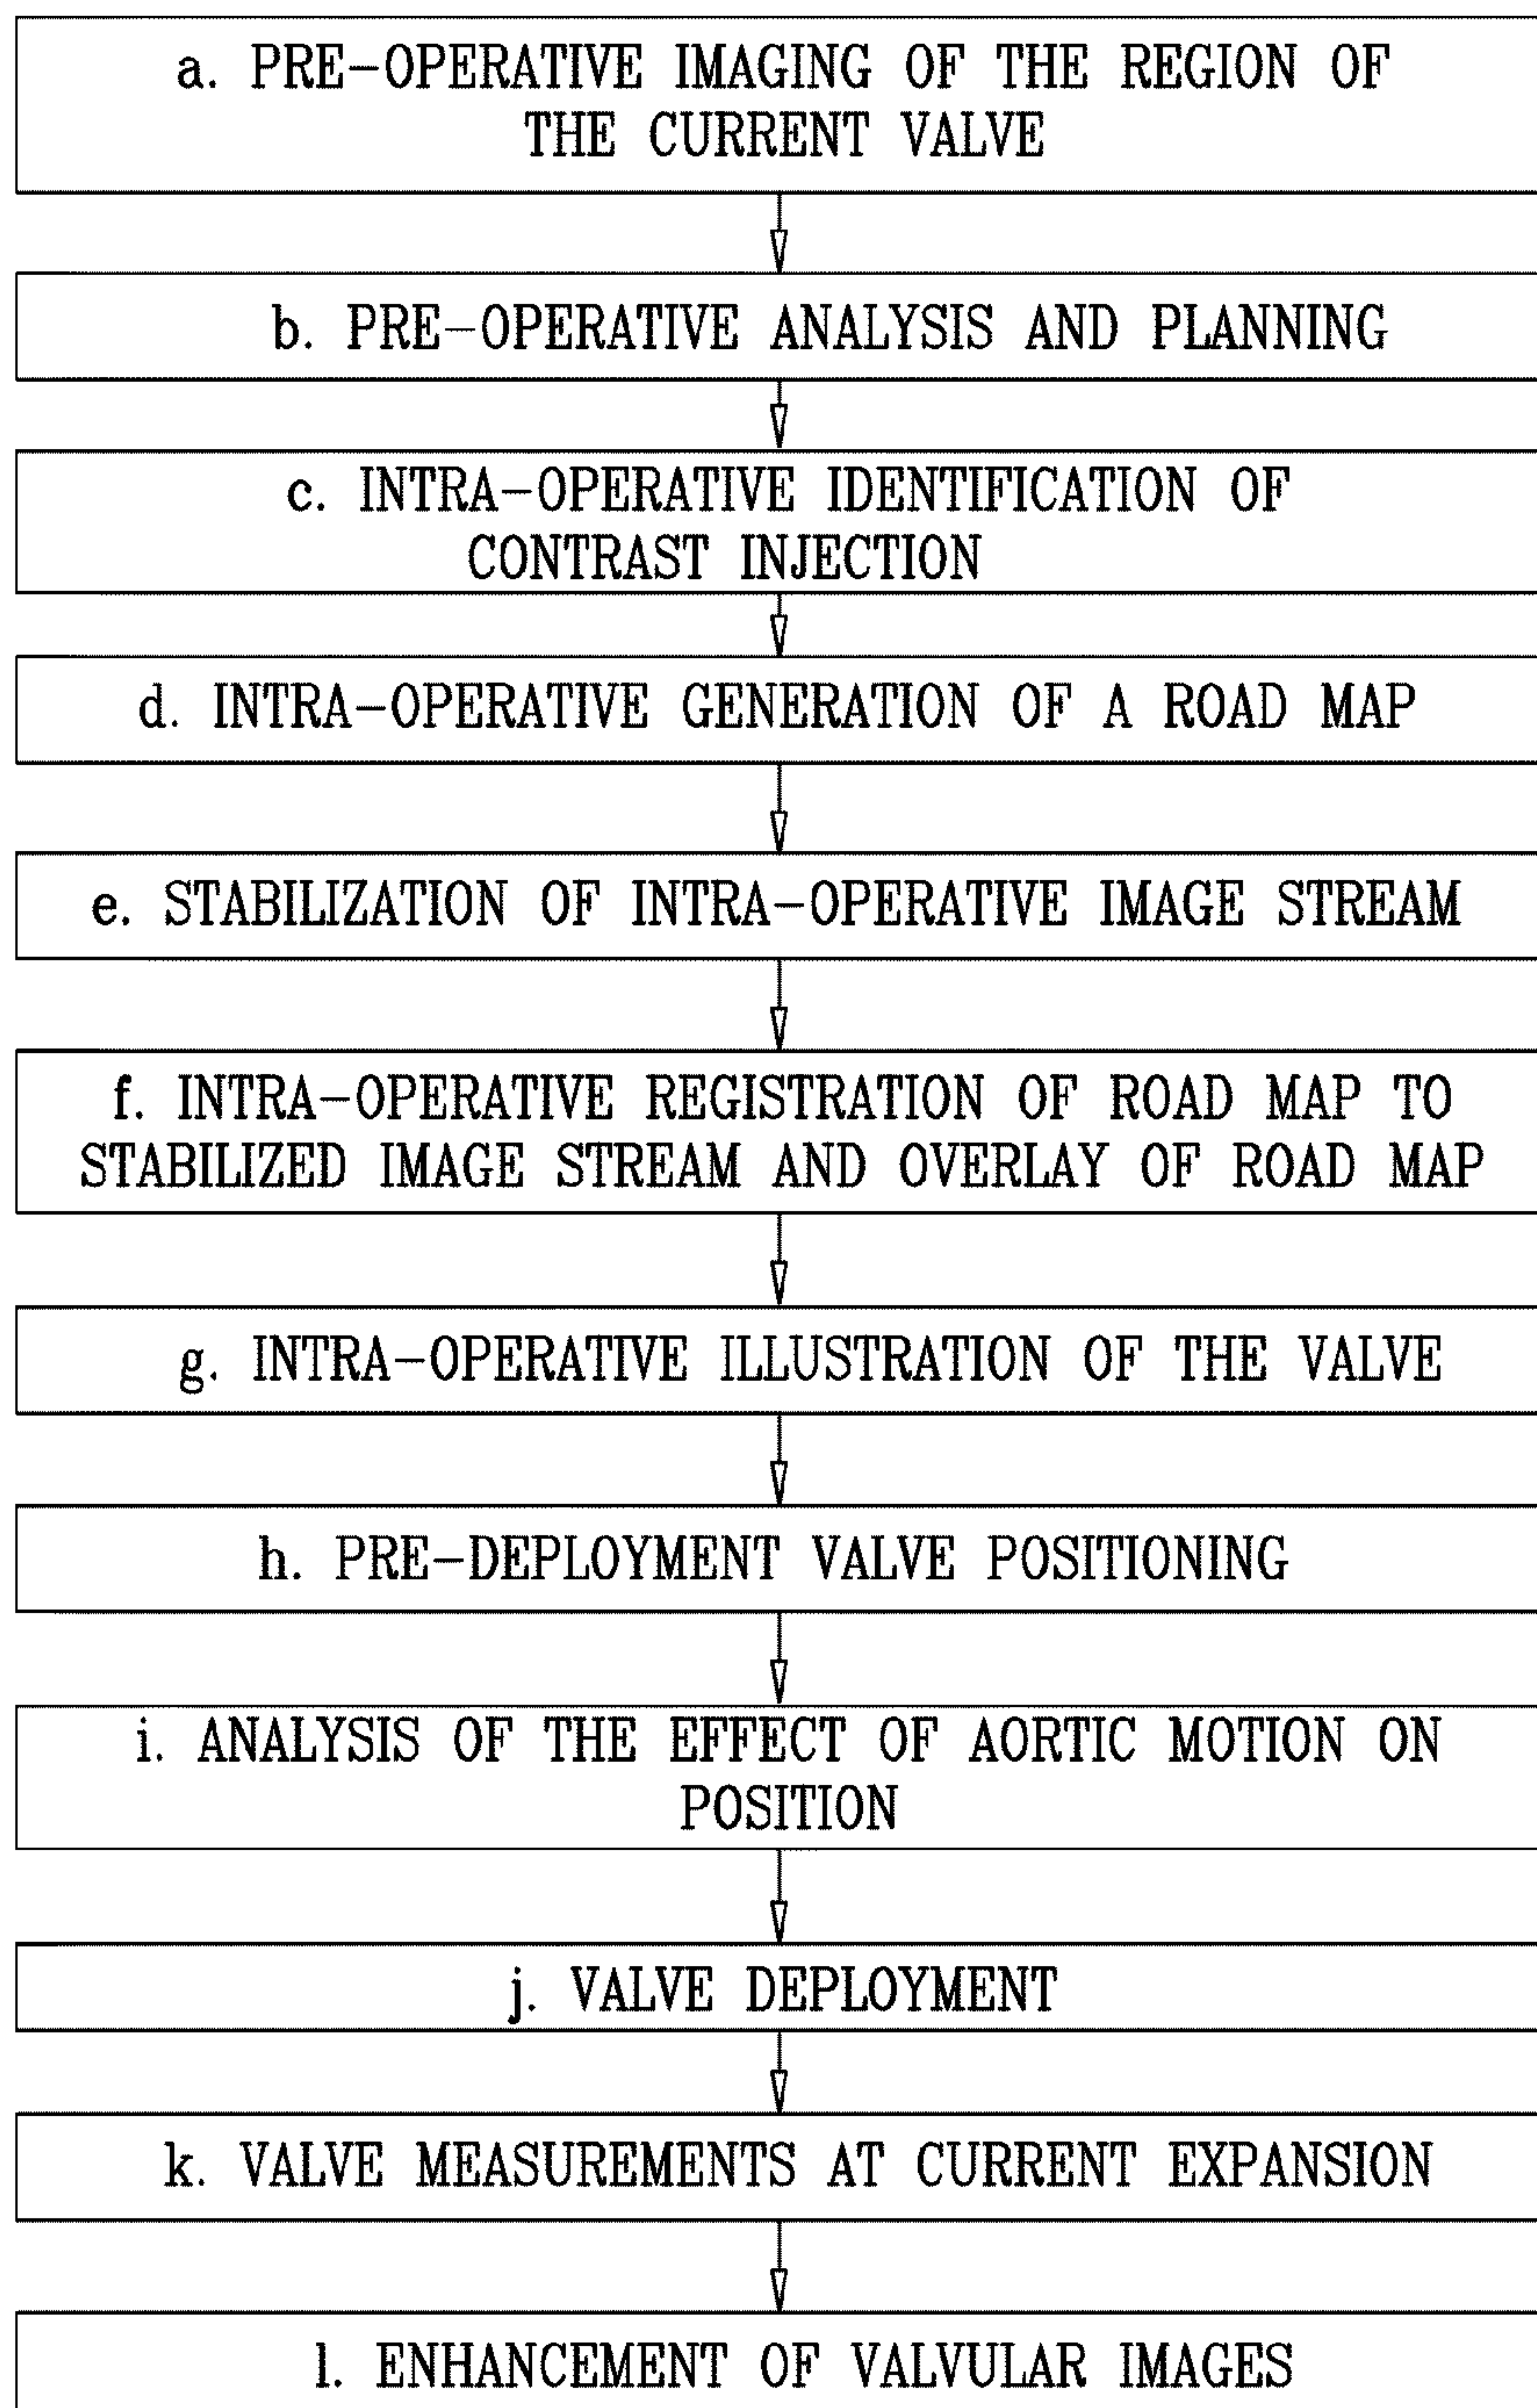 a. PRE-OPERATIVE IMAGING OF THE REGION OF
THE CURRENT VALVE
b. PRE-OPERATIVE ANALYSIS AND PLANNING
c. INTRA-OPERATIVE IDENTIFICATION OF
CONTRAST INJECTION
d. INTRA-OPERATIVE GENERATION OF A ROAD MAP
e. STABILIZATION OF INTRA-OPERATIVE IMAGE STREAM
f. INTRA-OPERATIVE REGISTRATION OF ROAD MAP TO
STABILIZED IMAGE STREAM AND OVERLAY OF ROAD MAP
g. INTRA-OPERATIVE ILLUSTRATION OF THE VALVE
h. PRE-DEPLOYMENT VALVE POSITIONING
i. ANALYSIS OF THE EFFECT OF AORTIC MOTION ON
POSITION
j. VALVE DEPLOYMENT
k. VALVE MEASUREMENTS AT CURRENT EXPANSION
l. ENHANCEMENT OF VALVULAR IMAGES